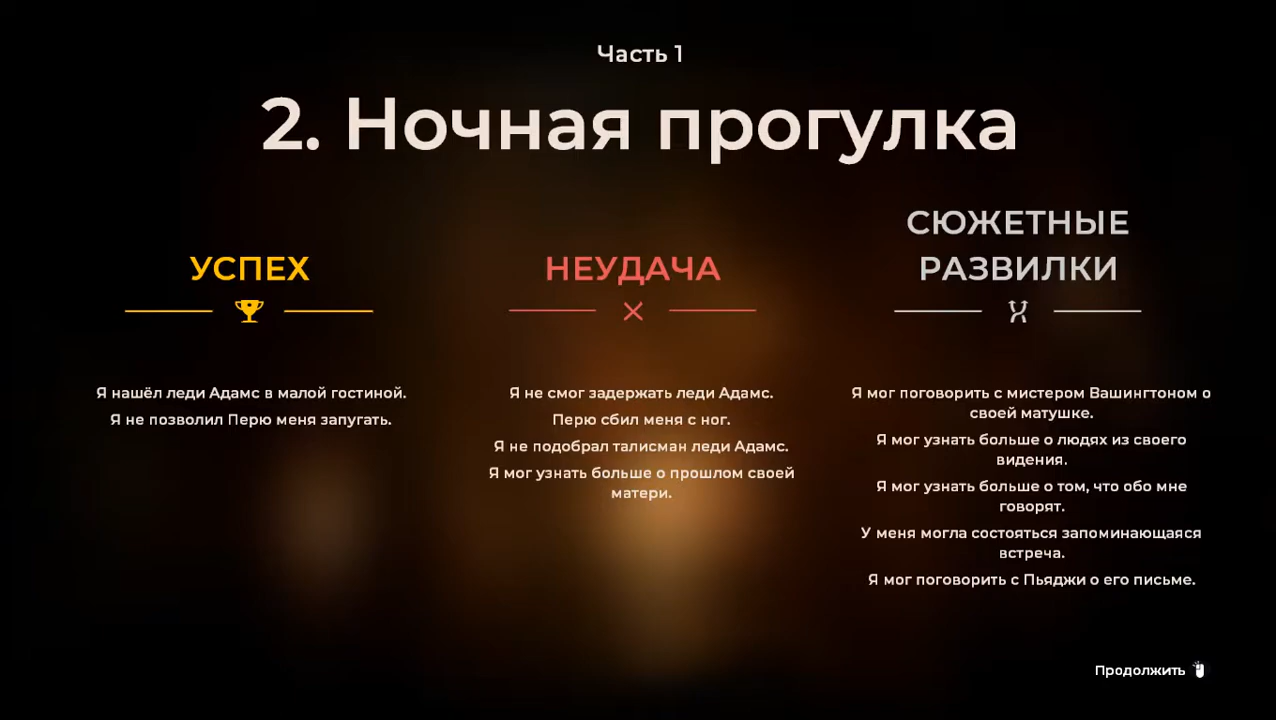 Часть 1
2. Ночная прогулка
УСПЕХ
Я нашёл леди Адамс в малой гостиной.
Я не позволил Перю меня запугать.
НЕУДАЧА
Я не смог задержать леди Адамс.
Перю сбил меня с ног.
Я не подобрал талисман леди Адамс.
Я мог узнать больше о прошлом своей
матери.
СЮЖЕТНЫЕ
РАЗВИЛКИ
Я мог поговорить с мистером Вашингтоном о
своей матушке.
Я мог узнать больше о людях из своего
видения.
Я мог узнать больше о том, что обо мне
говорят.
У меня могла состояться запоминающаяся
встреча.
Я мог поговорить с Пьяджи о его письме.
Продолжить